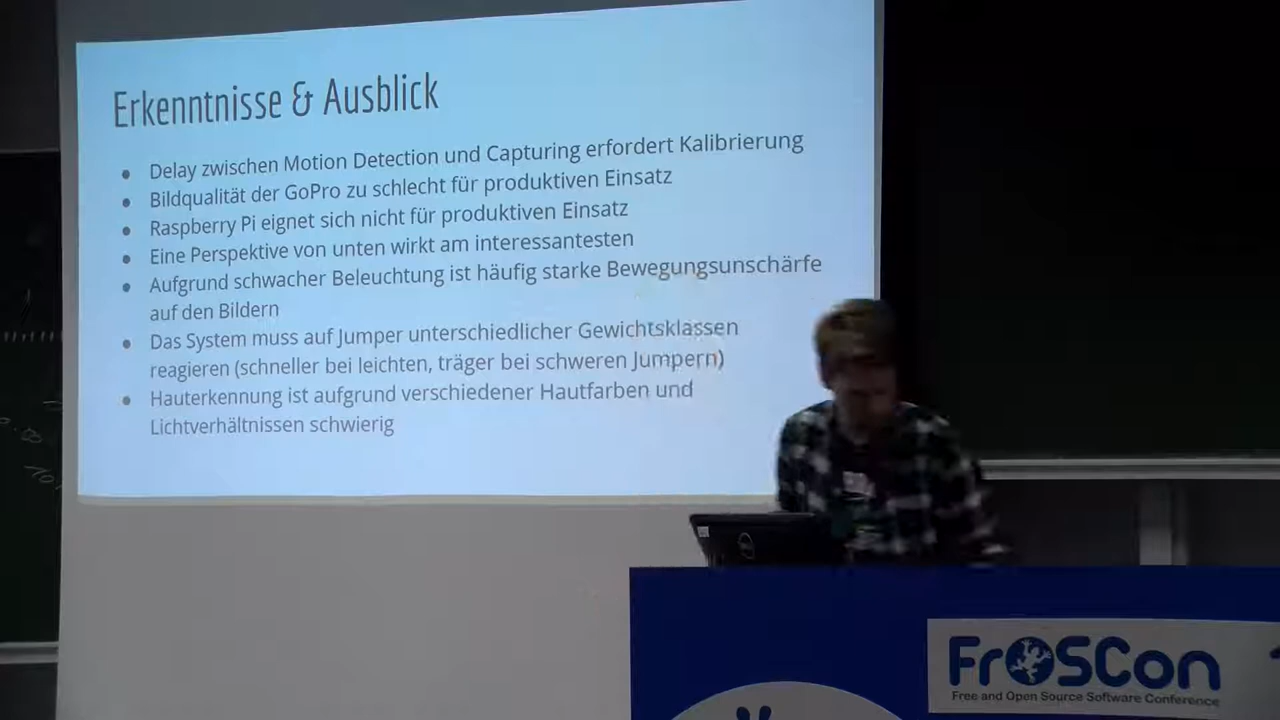 Erkenntnisse & Ausblick
Delay zwischen Motion Detection und Capturing erfordert Kalibrierung
Bildqualität der GoPro zu schlecht für produktiven Einsatz
Raspberry Pi eignet sich nicht für produktiven Einsatz
Eine Perspektive von unten wirkt am interessantesten
Aufgrund schwacher Beleuchtung ist häufig starke Bewegungsunschärfe
auf den Bildern
Das System muss auf Jumper unterschiedlicher Gewichtsklassen
reagieren (schneller bei leichten, träger bei schweren Jumpern)
Hauterkennung ist aufgrund verschiedener Hautfarben und
Lichtverhältnissen schwierig
DELL
FrOSCon
Free and Open Source Software Conference